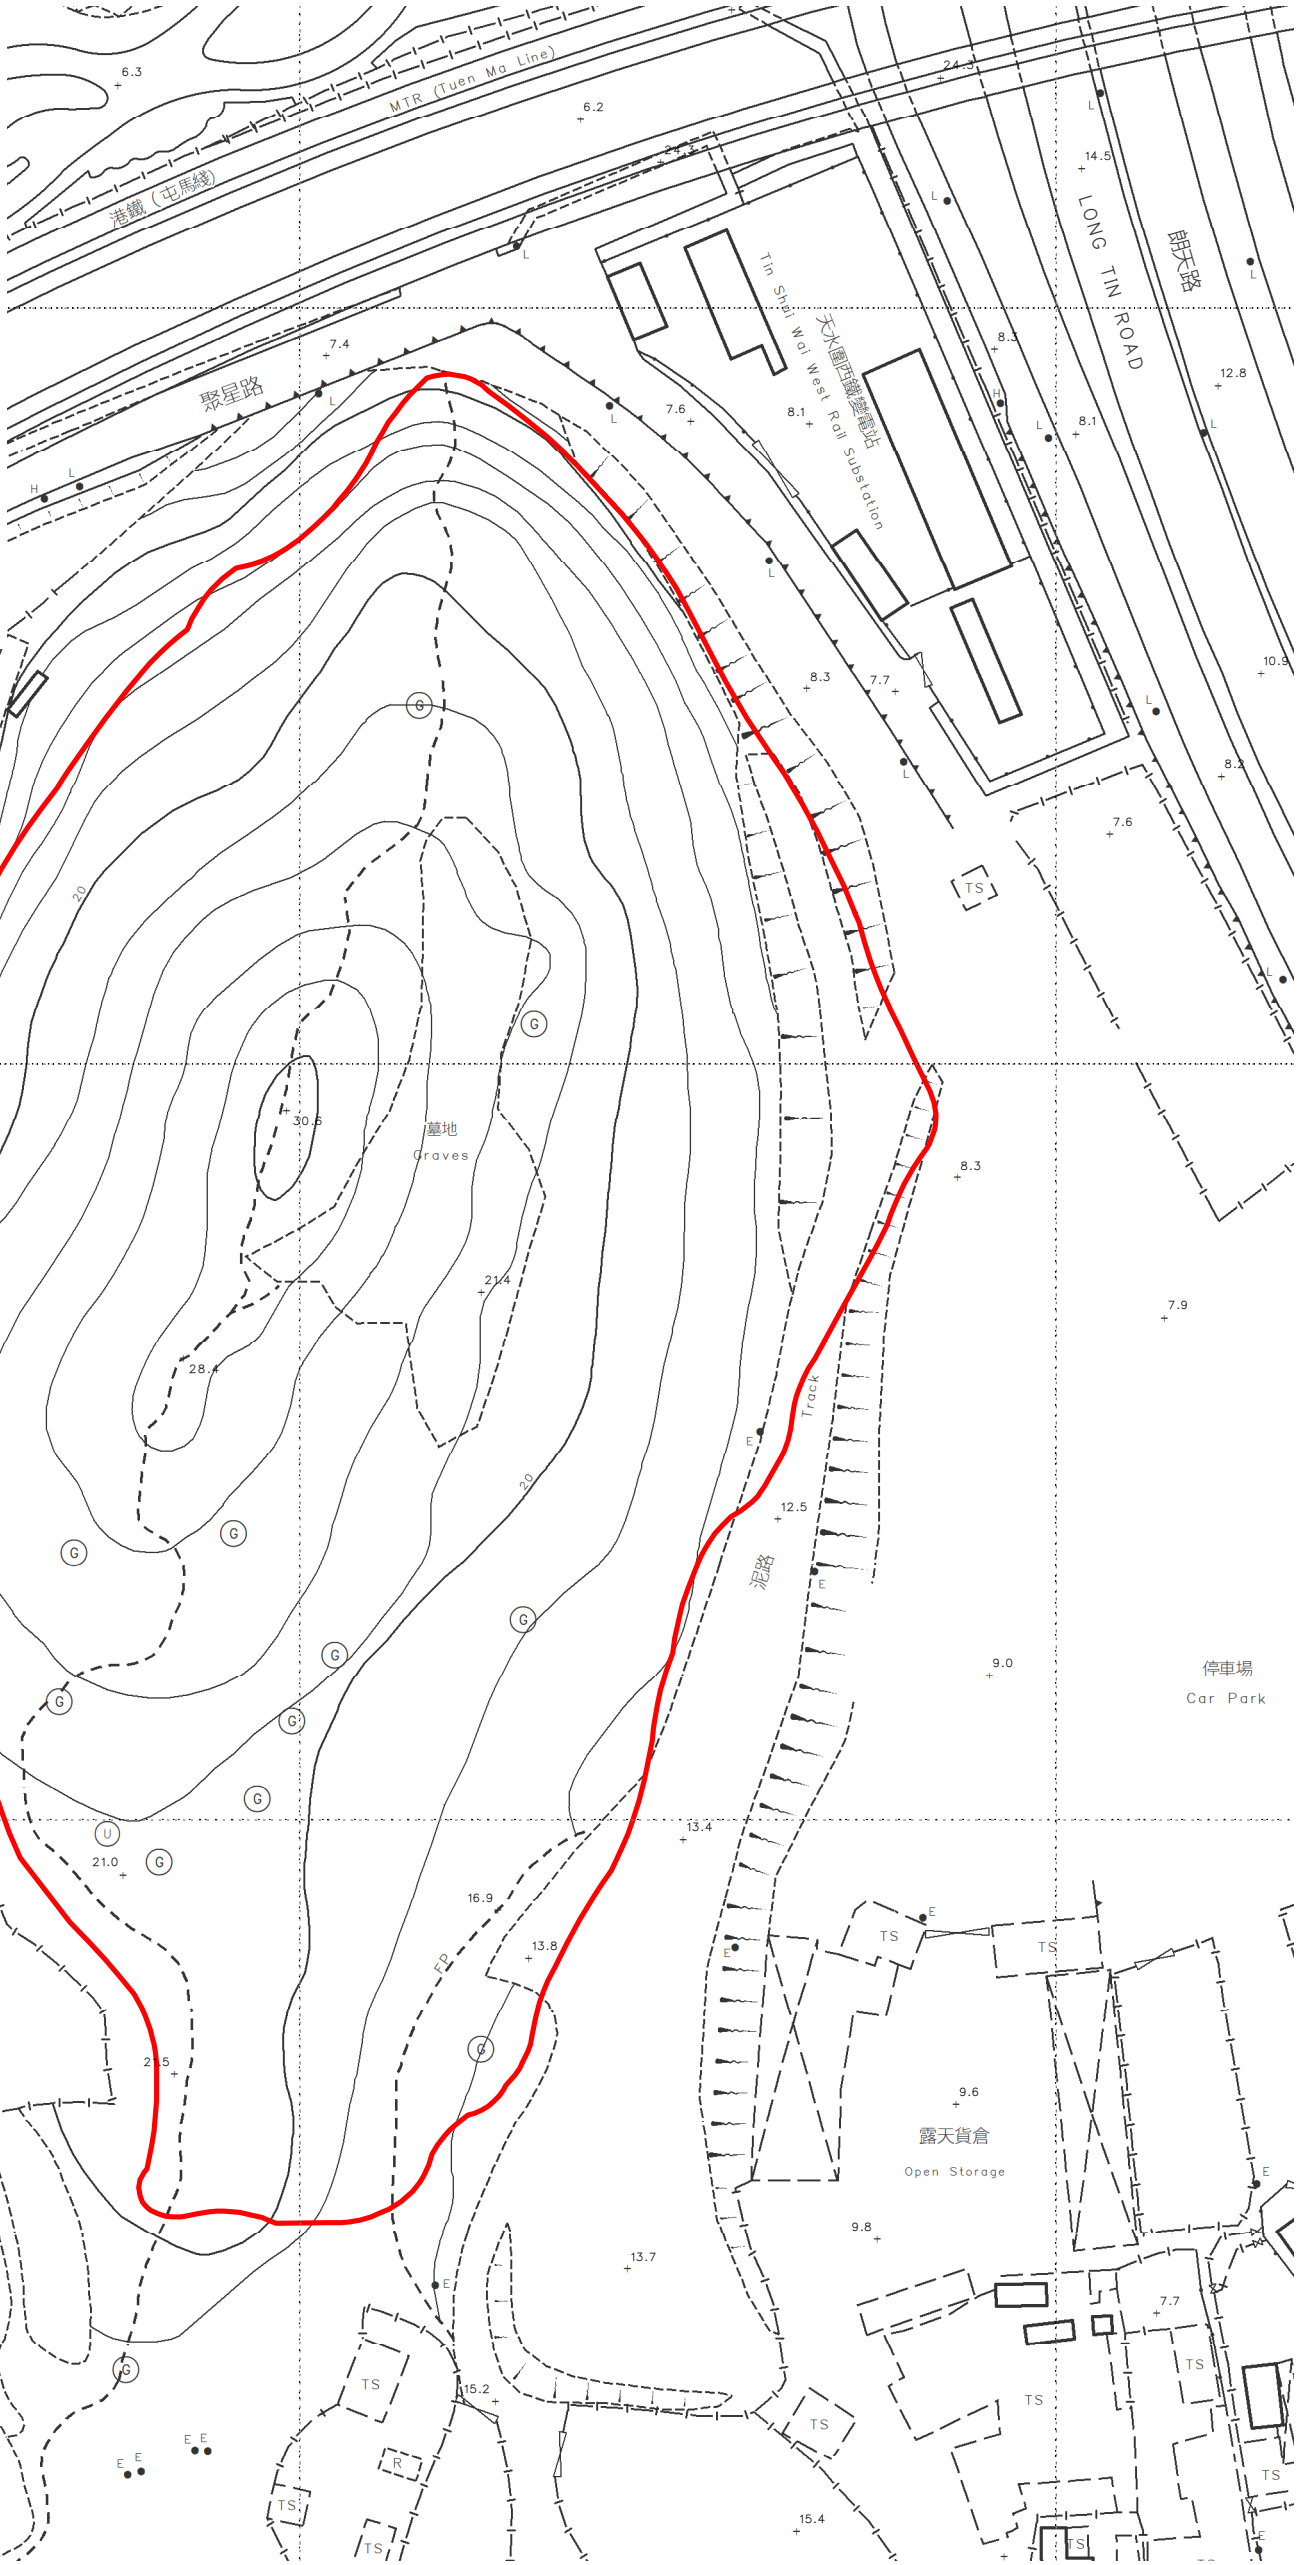 6.3
MTR (Tuen Ma Line)
6.2
24.3
L
14.5
24.3
港鐵（屯馬綫）
L
LONG TIN ROAD
朗天路
L
L
Tin Shui Wai West Rail Substation
天水圍西鐵變電站
7.4
8.3
聚星路
L
12.8
H
L
7.6
8.1
L
8.1
L
L
H
L
10.9
8.3
7.7
G
L
L
8.2
7.6
20
TS
L
G
30.6
墓地
Graves
8.3
21.4
7.9
28.4
Track
E
20
12.5
G
G
泥路
E
G
G
9.0
停車場
Car Park
G
G
G
U
13.4
21.0
G
16.9
E
TS
TS
13.8
E
FP
G
21.5
9.6
露天貨倉
Open Storage
E
9.8
13.7
E
7.7
G
TS
15.2
TS
TS
TS
E E
E
E
R
TS
TS
15.4
E
TS
TS